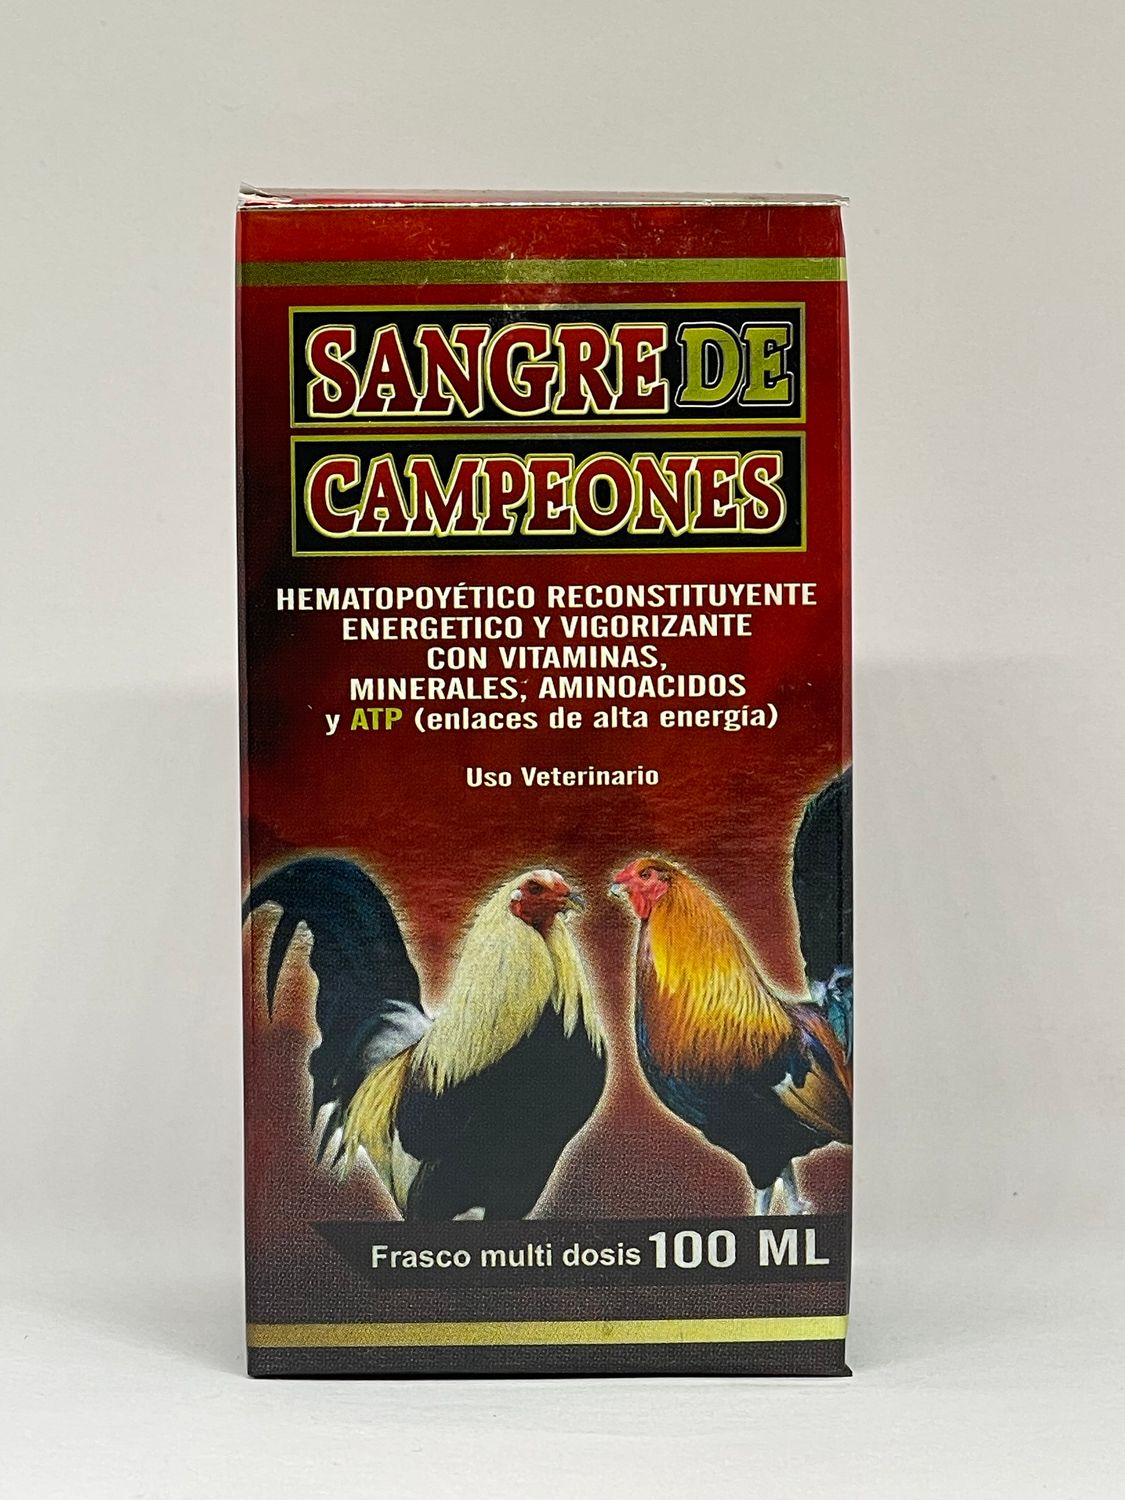 SANGRE DE
CAMPEONES
HEMATOPOYÉTICO RECONSTITUYENTE
ENERGETICO Y VIGORIZANTE
CON VITAMINAS,
MINERALES, AMINOACIDOS
y ATP (enlaces de alta energía)
Uso Veterinario
Frasco multi dosis 100 ML